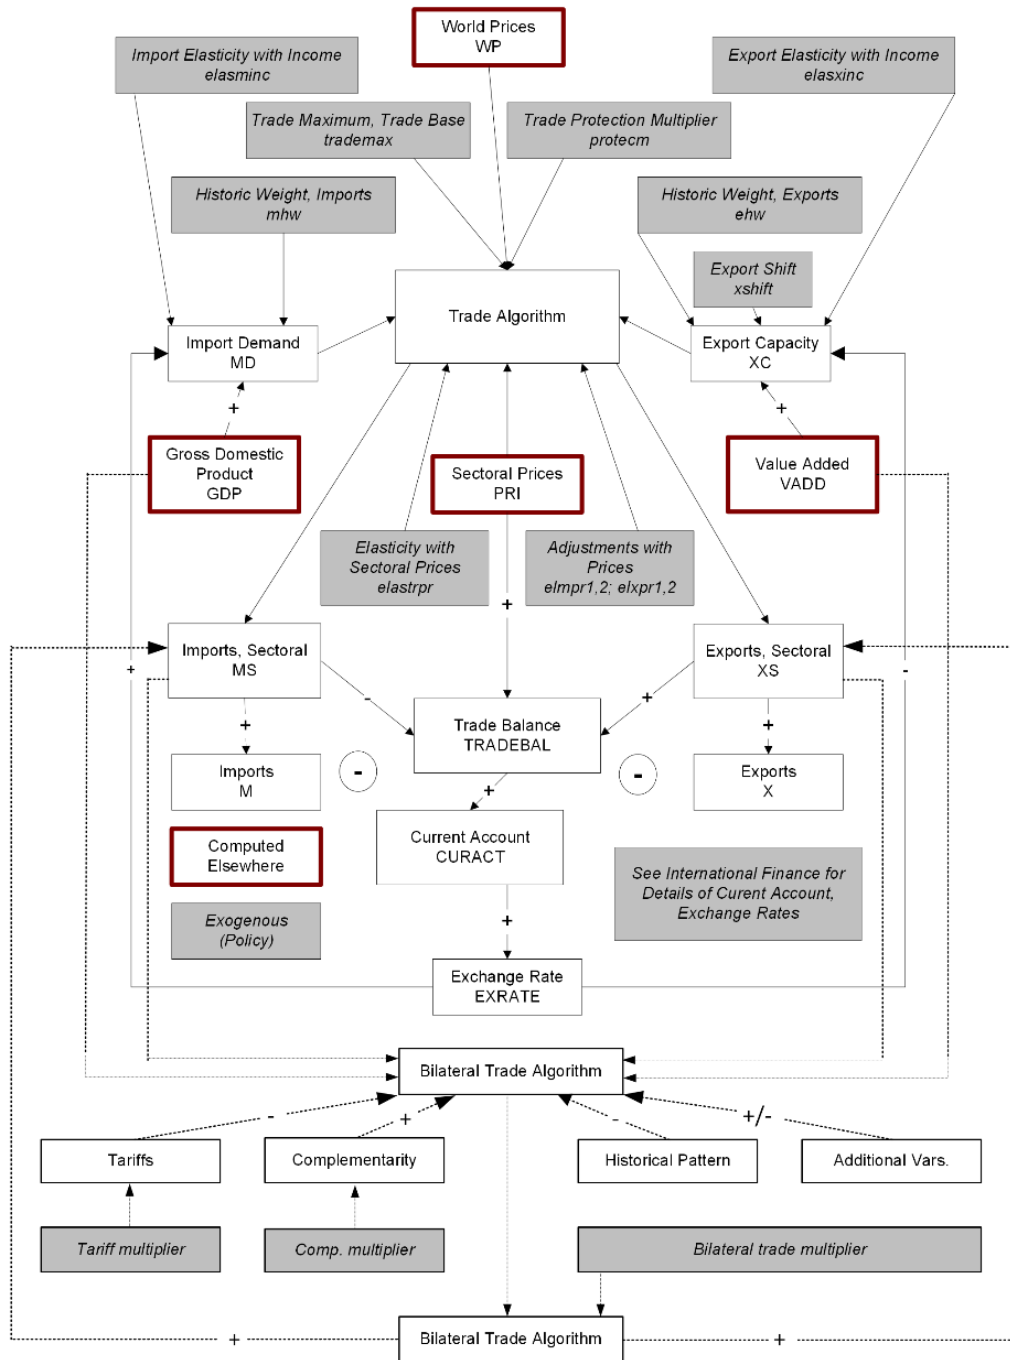 World Prices
WP
Import Elasticity with Income
elasminc
Export Elasticity with Income
elasxinc
Trade Maximum, Trade Base
trademax
Trade Protection Multiplier
protecm
Historic Weight, Imports
mhw
Historic Weight, Exports
ehw
Export Shift
xshift
Trade Algorithm
Import Demand
MD
Export Capacity
XC
+
+
Gross Domestic
Product
GDP
Sectoral Prices
PRI
Value Added
VADD
Elasticity with
Sectoral Prices
elastrpr
Adjustments with
Prices
elmpr1,2; elxpr1,2
+
Imports, Sectoral
MS
Exports, Sectoral
XS
+
-
-
+
+
+
Trade Balance
TRADEBAL
Imports
M
-
-
Exports
X
+
Computed
Elsewhere
Current Account
CURACT
See International Finance for
Details of Curent Account,
Exchange Rates
Exogenous
(Policy)
+
Exchange Rate
EXRATE
Bilateral Trade Algorithm
-
+
-
+/-
Tariffs
Complementarity
Historical Pattern
Additional Vars.
Tariff multiplier
Comp. multiplier
Bilateral trade multiplier
+
Bilateral Trade Algorithm
+